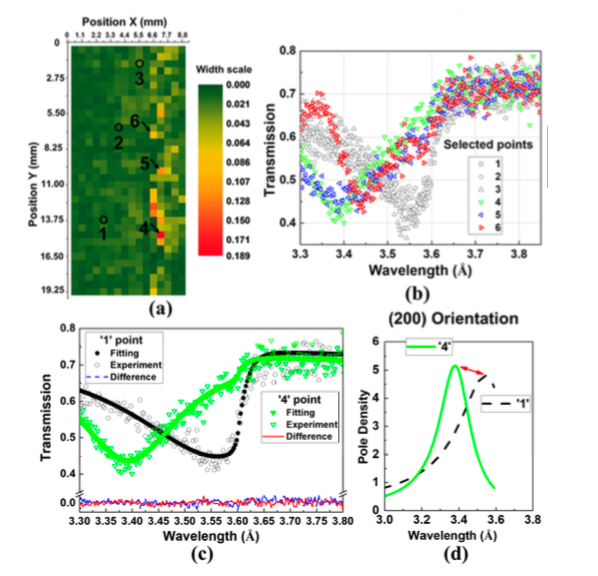 Position X (mm)
0 1.1 2.2 3.3 4.4 5.5 6.6 7.7 8.8
0
2.75
5.50
8.25
11.00
13.75
16.50
19.25
Position Y (mm)
3
6
2
5
1
4
Width scale
0.000
0.021
0.043
0.064
0.086
0.107
0.129
0.150
0.171
0.189
(a)
0.8
0.7
0.6
0.5
0.4
Transmission
Selected points
1
2
3
4
5
6
3.3 3.4 3.5 3.6 3.7 3.8
Wavelength (Å)
(b)
0.8
0.7
0.6
0.5
0.4
0.0
Transmission
'1' point
Fitting
Experiment
Difference
'4' point
Fitting
Experiment
Difference
3.30 3.35 3.40 3.45 3.50 3.55 3.60 3.65 3.70 3.75 3.80
Wavelength (Å)
(c)
(200) Orientation
6
5
4
3
2
1
0
Pole Density
'4'
'1'
3.0 3.2 3.4 3.6 3.8
Wavelength (Å)
(d)